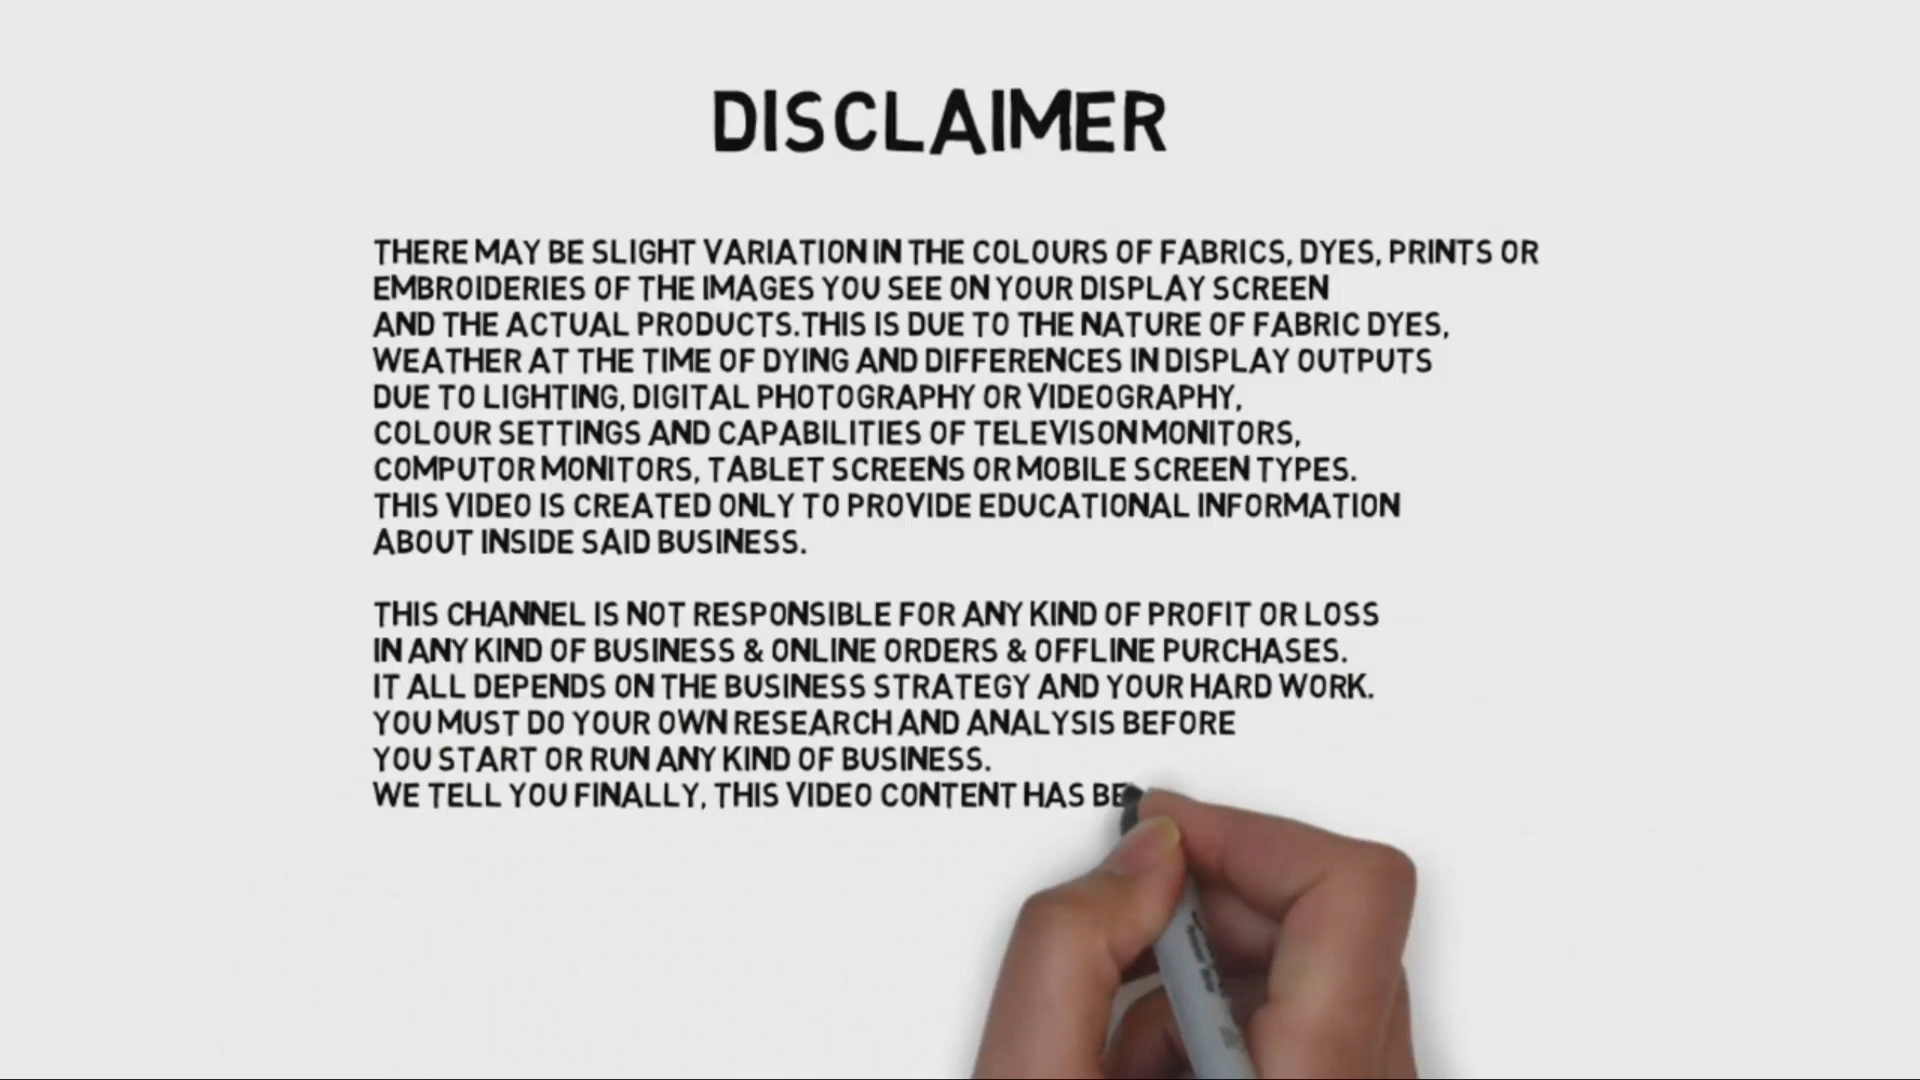 DISCLAIMER
THERE MAY BE SLIGHT VARIATION IN THE COLOURS OF FABRICS, DYES, PRINTS OR
EMBROIDERIES OF THE IMAGES YOU SEE ON YOUR DISPLAY SCREEN
AND THE ACTUAL PRODUCTS.THIS IS DUE TO THE NATURE OF FABRIC DYES,
WEATHER AT THE TIME OF DYING AND DIFFERENCES IN DISPLAY OUTPUTS
DUE TO LIGHTING, DIGITAL PHOTOGRAPHY OR VIDEOGRAPHY,
COLOUR SETTINGS AND CAPABILITIES OF TELEVISON MONITORS,
COMPUTOR MONITORS, TABLET SCREENS OR MOBILE SCREEN TYPES.
THIS VIDEO IS CREATED ONLY TO PROVIDE EDUCATIONAL INFORMATION
ABOUT INSIDE SAID BUSINESS.
THIS CHANNEL IS NOT RESPONSIBLE FOR ANY KIND OF PROFIT OR LOSS
IN ANY KIND OF BUSINESS & ONLINE ORDERS & OFFLINE PURCHASES.
IT ALL DEPENDS ON THE BUSINESS STRATEGY AND YOUR HARD WORK.
YOU MUST DO YOUR OWN RESEARCH AND ANALYSIS BEFORE
YOU START OR RUN ANY KIND OF BUSINESS.
WE TELL YOU FINALLY, THIS VIDEO CONTENT HAS BE